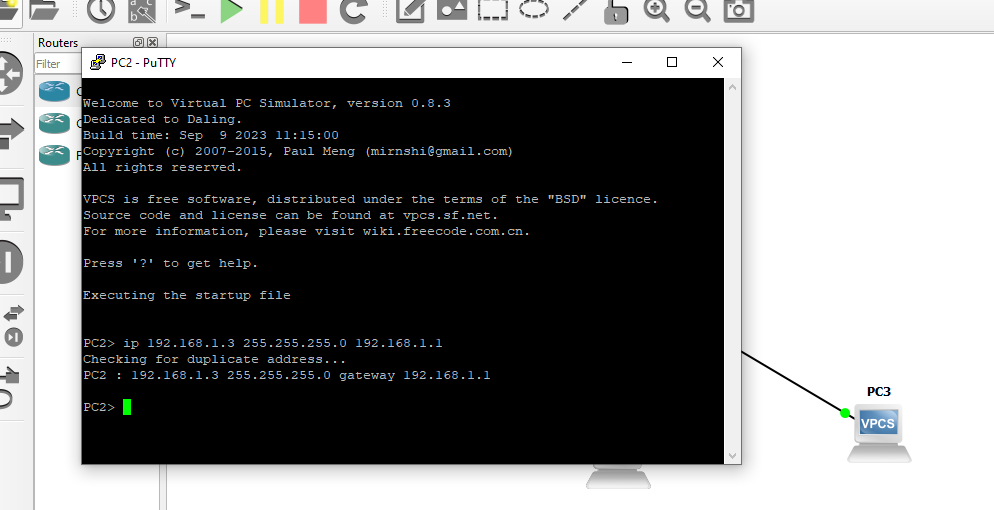 Routers
Filter
PC2 - PuTTY
Welcome to Virtual PC Simulator, version 0.8.3
Dedicated to Daling.
Build time: Sep  9 2023 11:15:00
Copyright (c) 2007-2015, Paul Meng (mirnshi@gmail.com)
All rights reserved.
VPCS is free software, distributed under the terms of the "BSD" licence.
Source code and license can be found at vpcs.sf.net.
For more information, please visit wiki.freecode.com.cn.
Press '?' to get help.
Executing the startup file
PC2> ip 192.168.1.3 255.255.255.0 192.168.1.1
Checking for duplicate address...
PC2 : 192.168.1.3 255.255.255.0 gateway 192.168.1.1
PC2>
PC3
VPCS